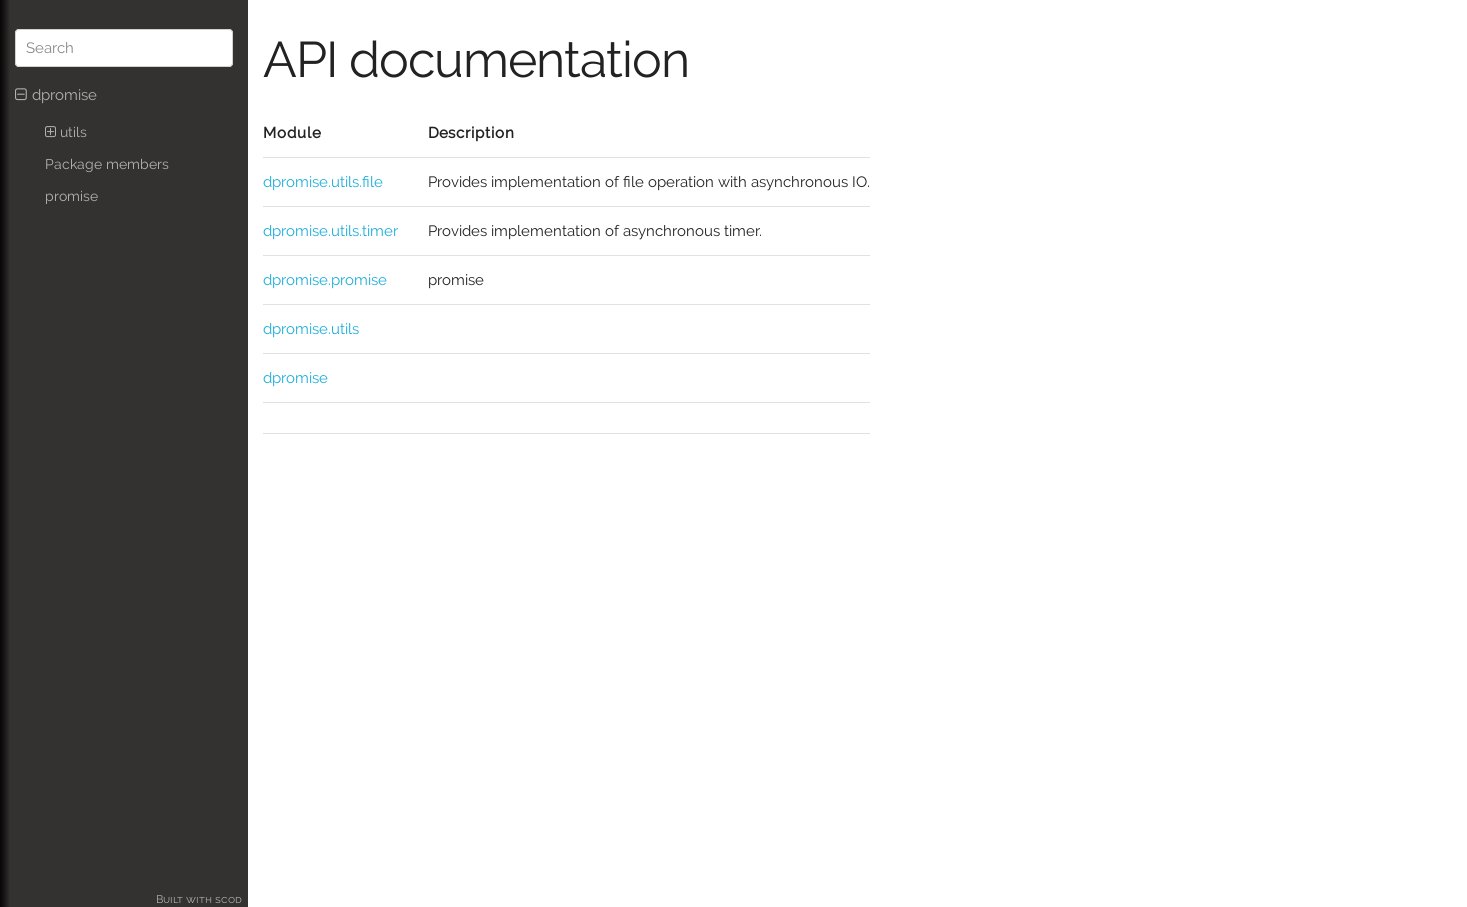 Search
dpromise
utils
Package members
promise
BUILT WITH SCOD
API documentation
Module Description
dpromise.utils.file Provides implementation of file operation with asynchronous IO.
dpromise.utils.timer Provides implementation of asynchronous timer.
dpromise.promise promise
dpromise.utils
dpromise